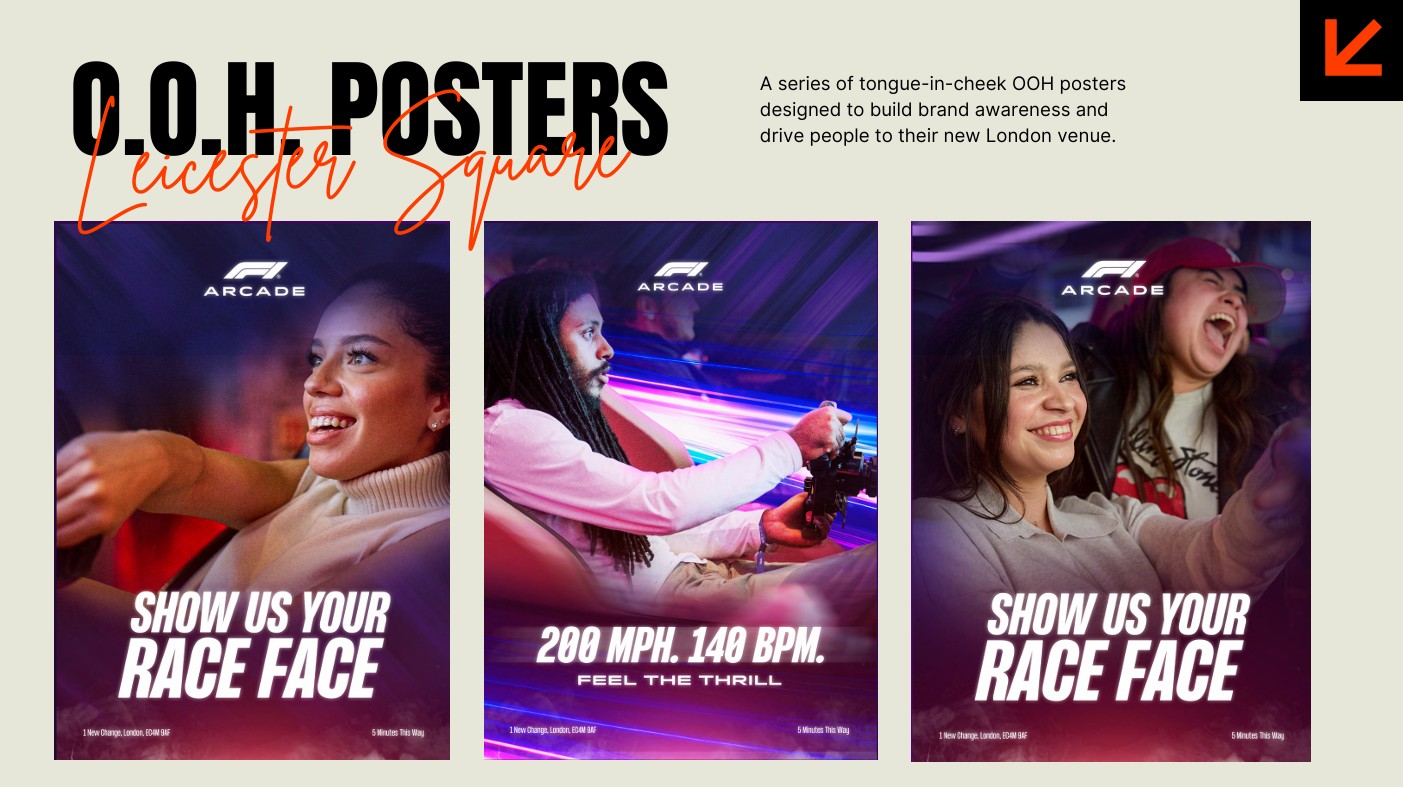 O.O.H. POSTERS
Leicester Square
A series of tongue-in-cheek OOH posters
designed to build brand awareness and
drive people to their new London venue.
F1
ARCADE
SHOW US YOUR
RACE FACE
1 New Change, London, EC4M 9AF
5 Minutes This Way
F1
ARCADE
200 MPH. 140 BPM.
FEEL THE THRILL
1 New Change, London, EC4M 9AF
5 Minutes This Way
F1
ARCADE
SHOW US YOUR
RACE FACE
1 New Change, London, EC4M 9AF
5 Minutes This Way